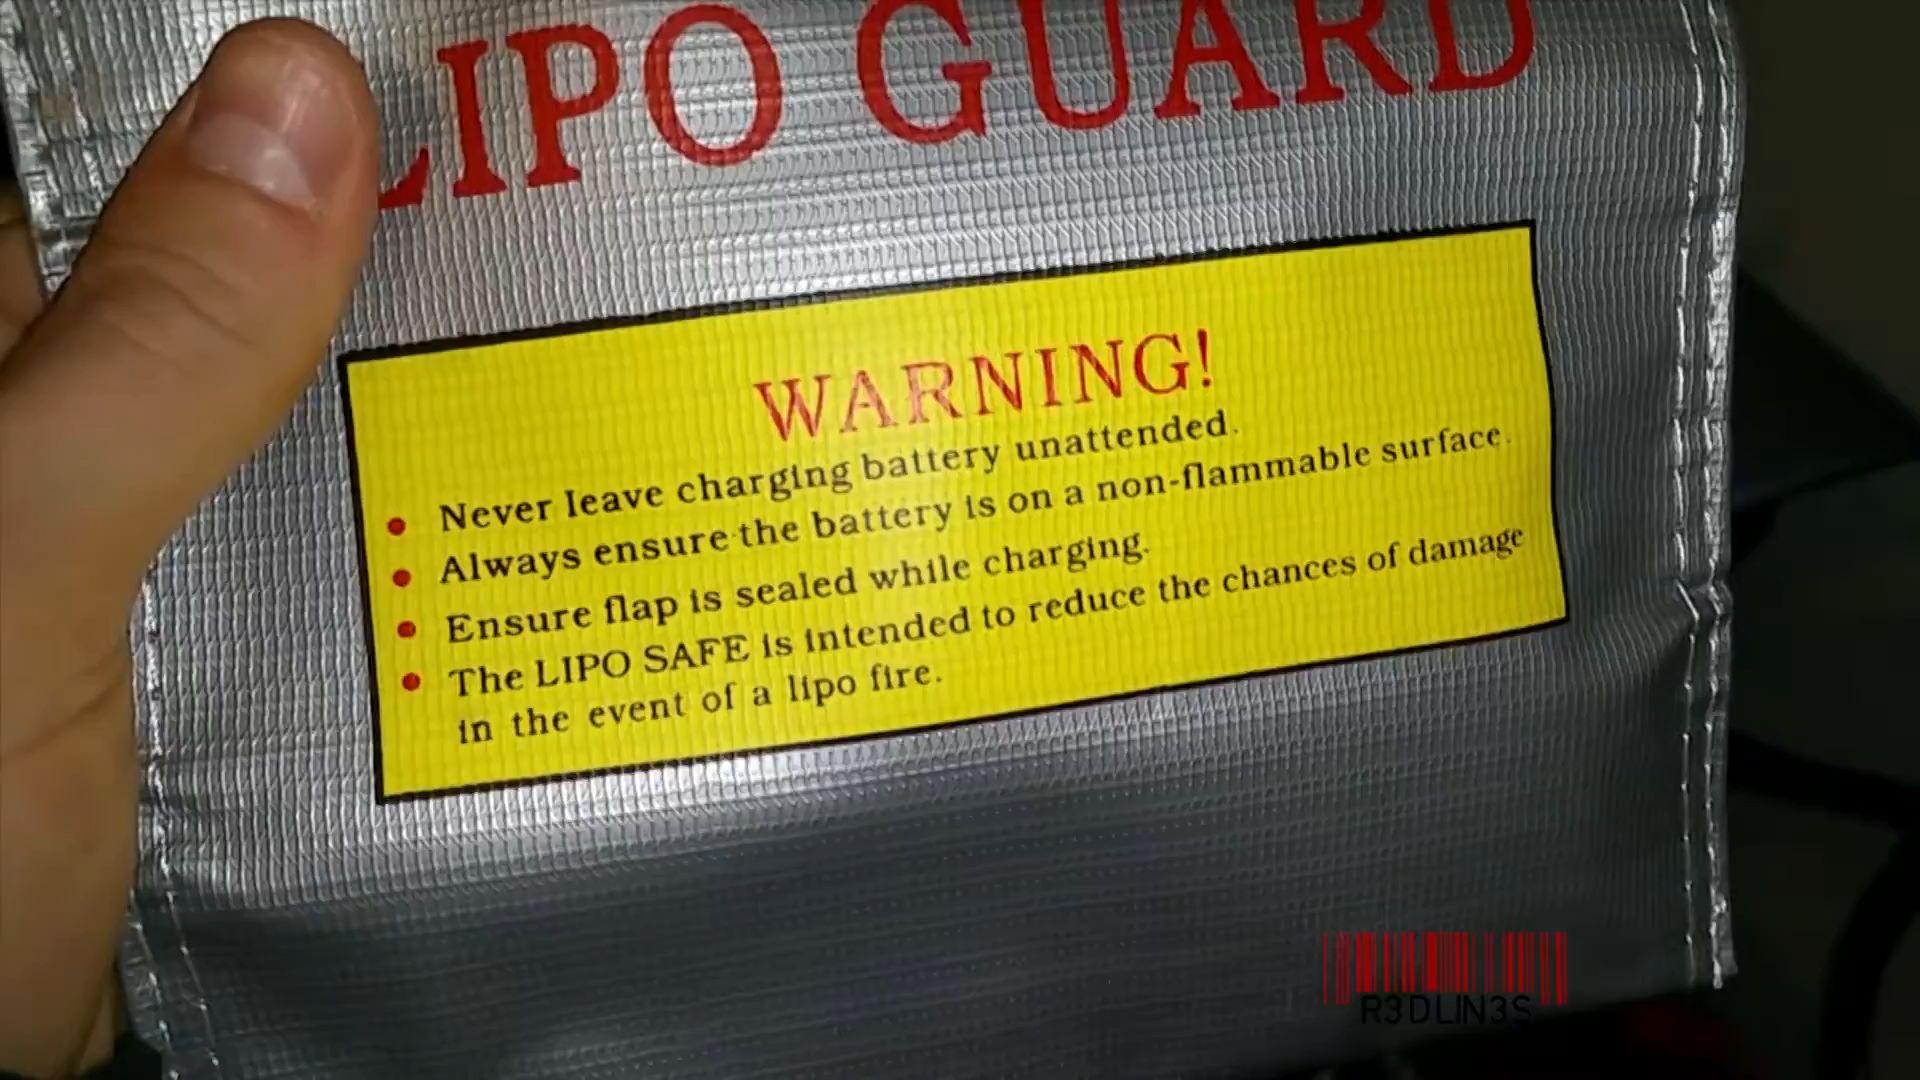 LIPO GUARD
WARNING!
Never leave charging battery unattended.
Always ensure the battery is on a non-flammable surface.
Ensure flap is sealed while charging.
The LIPO SAFE is intended to reduce the chances of damage
in the event of a lipo fire.
R3DLIN3S